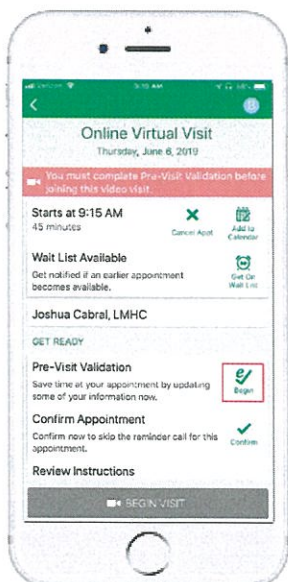 9:15 AM
B
Online Virtual Visit
Thursday, June 6, 2019
You must complete Pre-Visit Validation before
joining this video visit.
Starts at 9:15 AM
45 minutes
Cancel Appt
Add to
Calendar
Wait List Available
Get notified if an earlier appointment
becomes available.
Get On
Wait List
Joshua Cabral, LMHC
GET READY
Pre-Visit Validation
Save time at your appointment by updating
some of your information now.
Begin
Confirm Appointment
Confirm now to skip the reminder call for this
appointment.
Confirm
Review Instructions
BEGIN VISIT